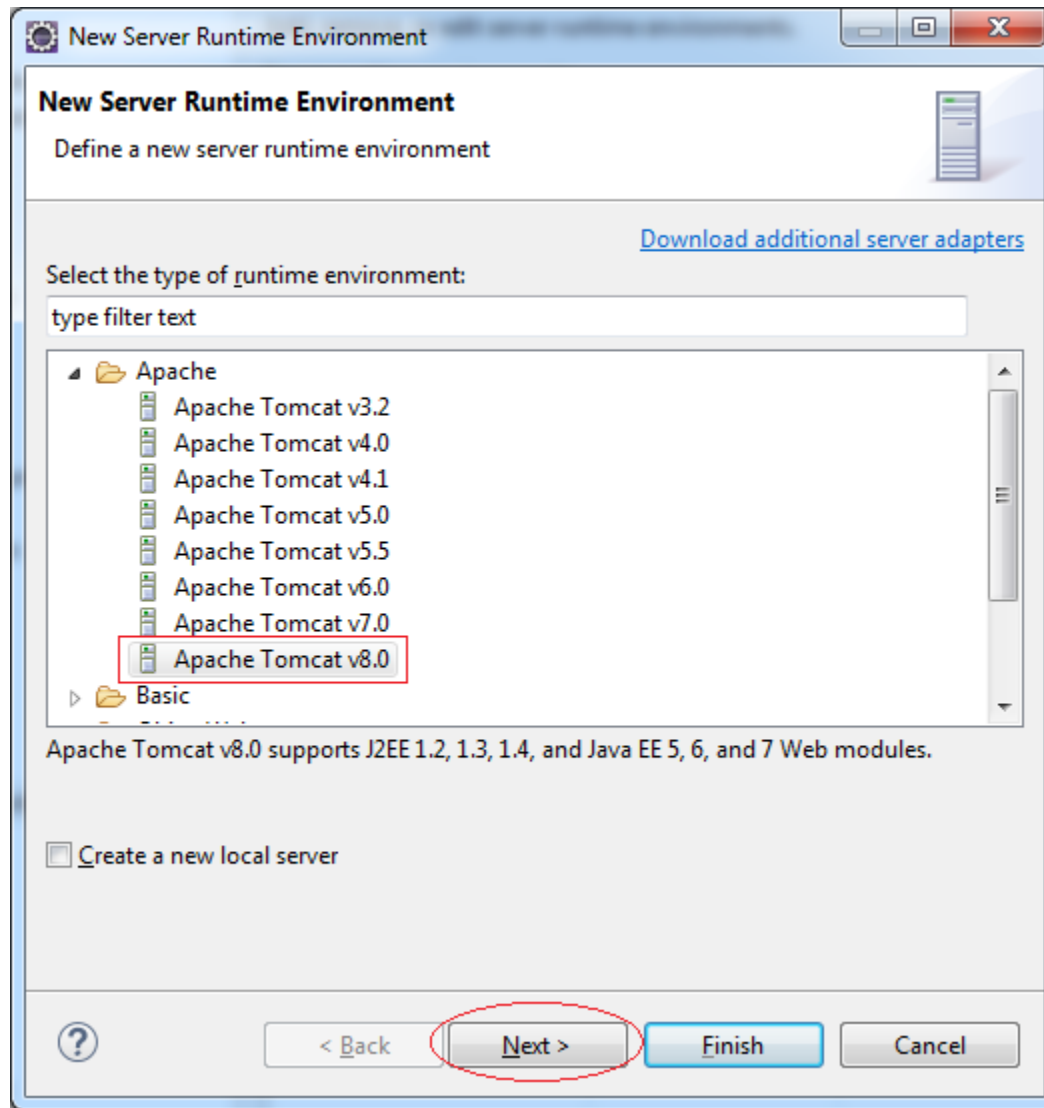 New Server Runtime Environment
New Server Runtime Environment
Define a new server runtime environment
Download additional server adapters
Select the type of runtime environment:
type filter text
Apache
Apache Tomcat v3.2
Apache Tomcat v4.0
Apache Tomcat v4.1
Apache Tomcat v5.0
Apache Tomcat v5.5
Apache Tomcat v6.0
Apache Tomcat v7.0
Apache Tomcat v8.0
Basic
Apache Tomcat v8.0 supports J2EE 1.2, 1.3, 1.4, and Java EE 5, 6, and 7 Web modules.
Create a new local server
? < Back Next > Finish Cancel